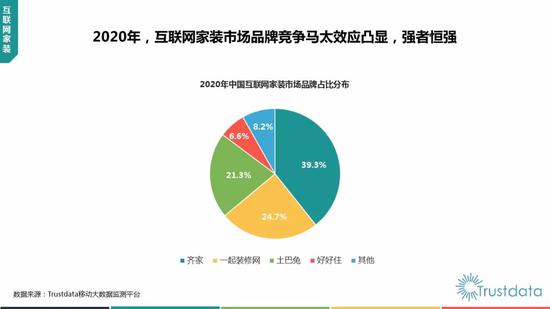 互联网家装
2020年，互联网家装市场品牌竞争马太效应凸显，强者恒强
2020年中国互联网家装市场品牌占比分布
8.2%
6.6%
39.3%
21.3%
24.7%
齐家 一起装修网 土巴兔 好好住 其他
数据来源：Trustdata移动大数据监测平台
Trustdata